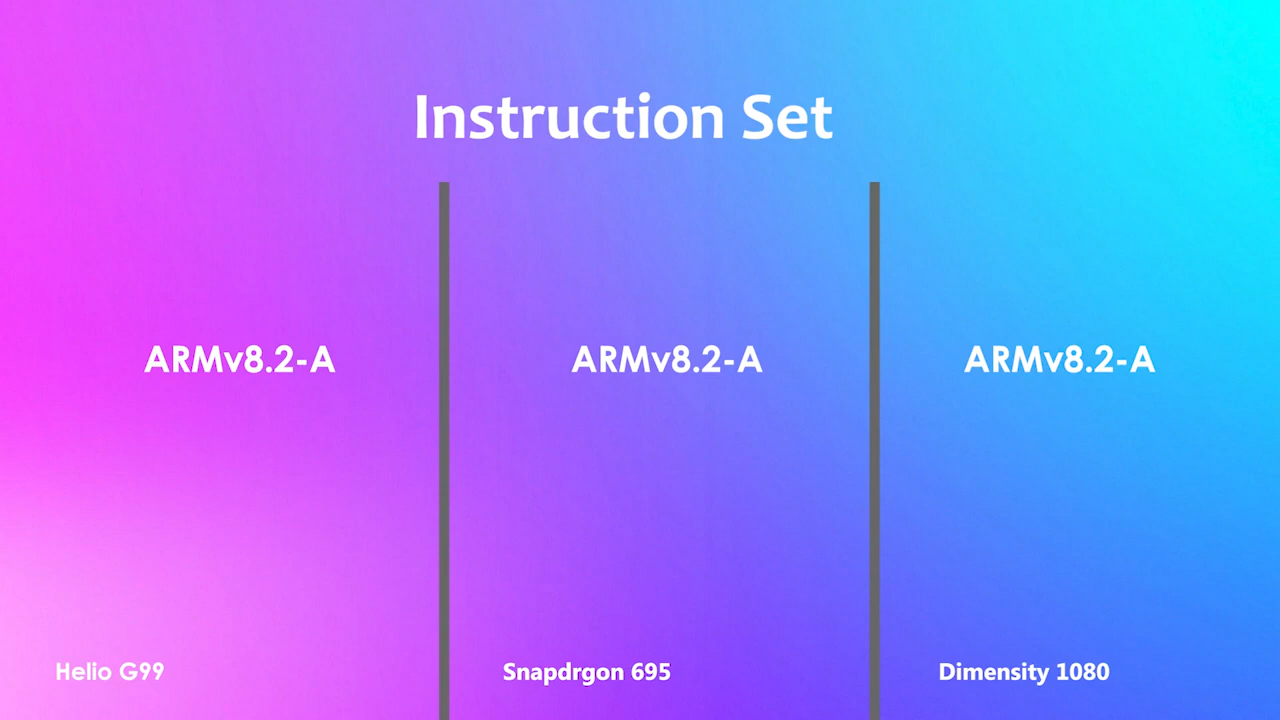 Instruction Set
ARMv8.2-A
ARMv8.2-A
ARMv8.2-A
Helio G99
Snapdrgon 695
Dimensity 1080